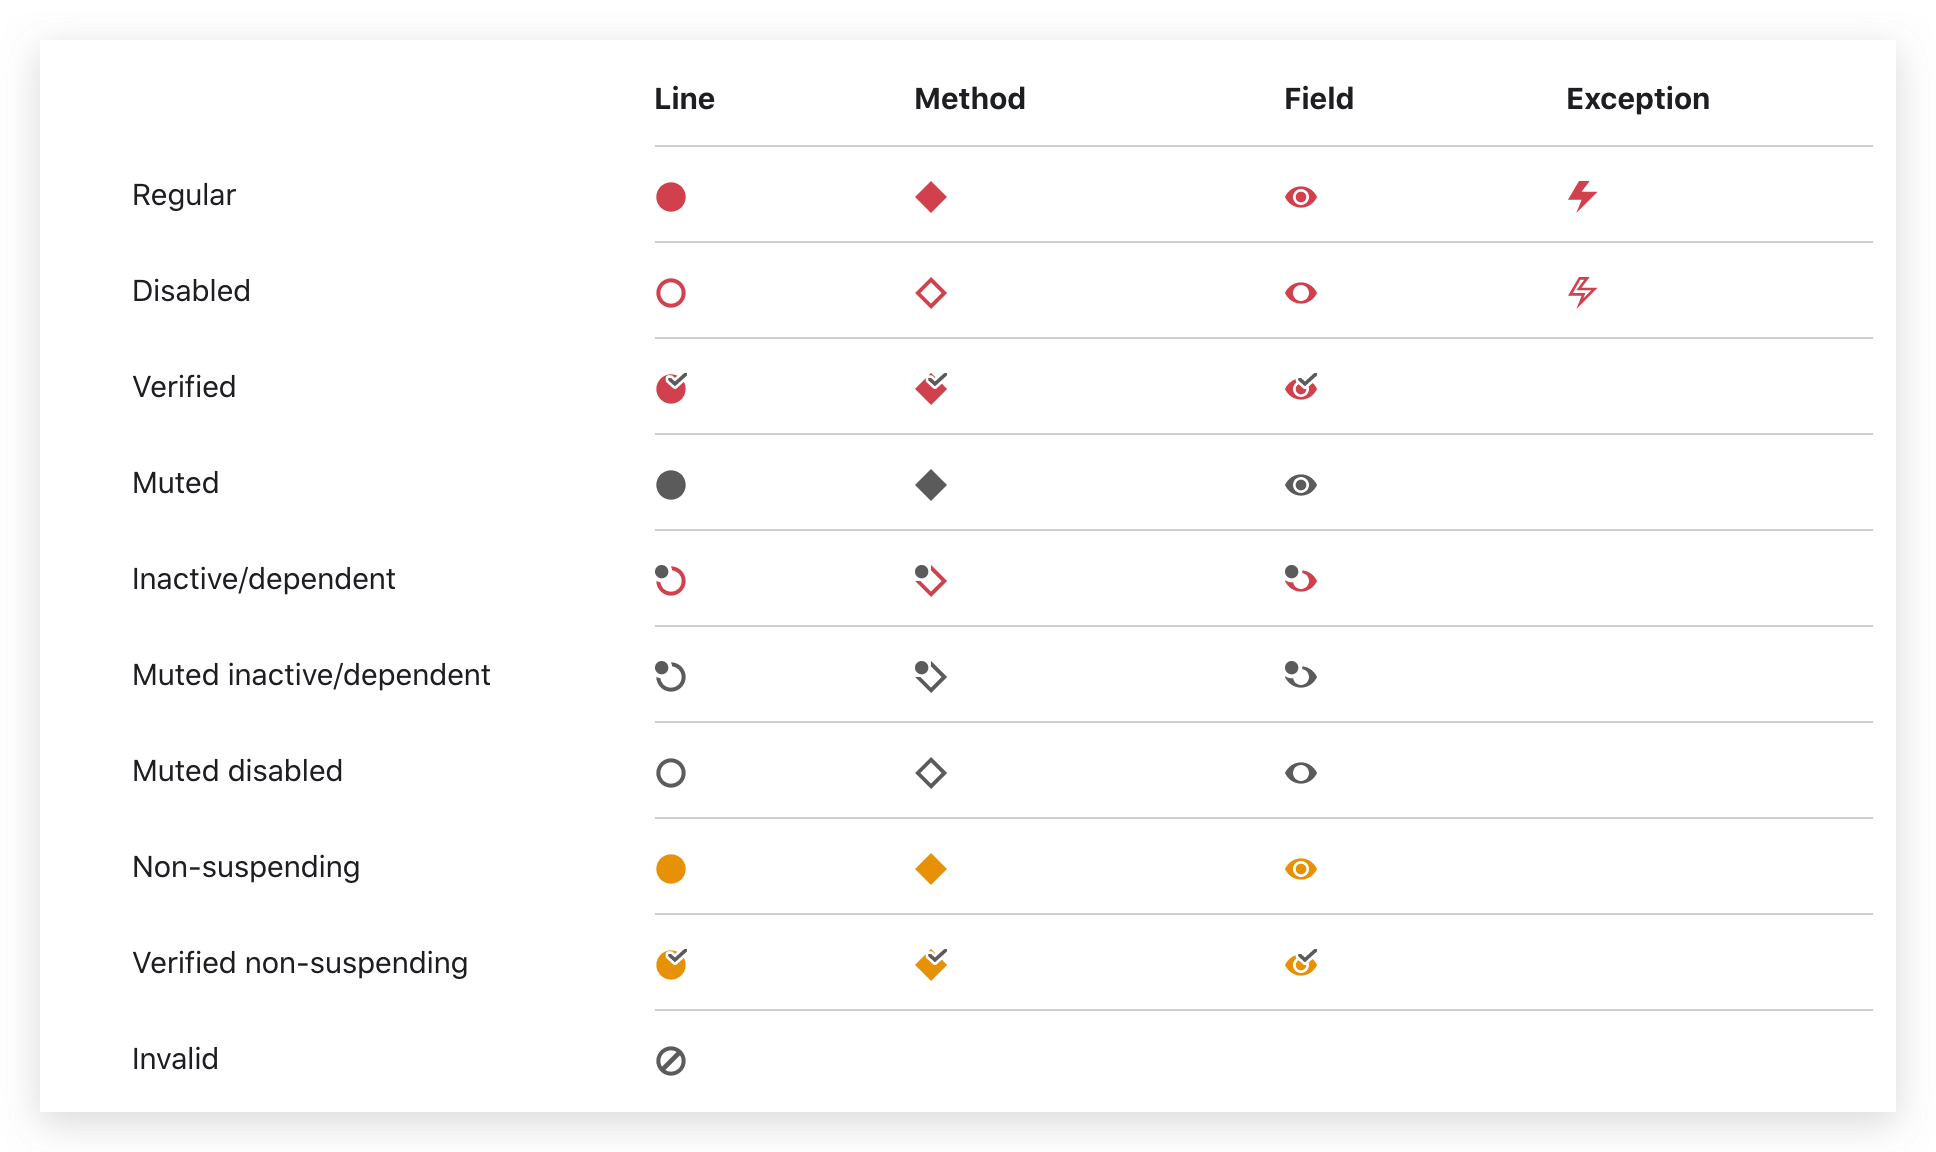 Line Method Field Exception
Regular
Disabled
Verified
Muted
Inactive/dependent
Muted inactive/dependent
Muted disabled
Non-suspending
Verified non-suspending
Invalid